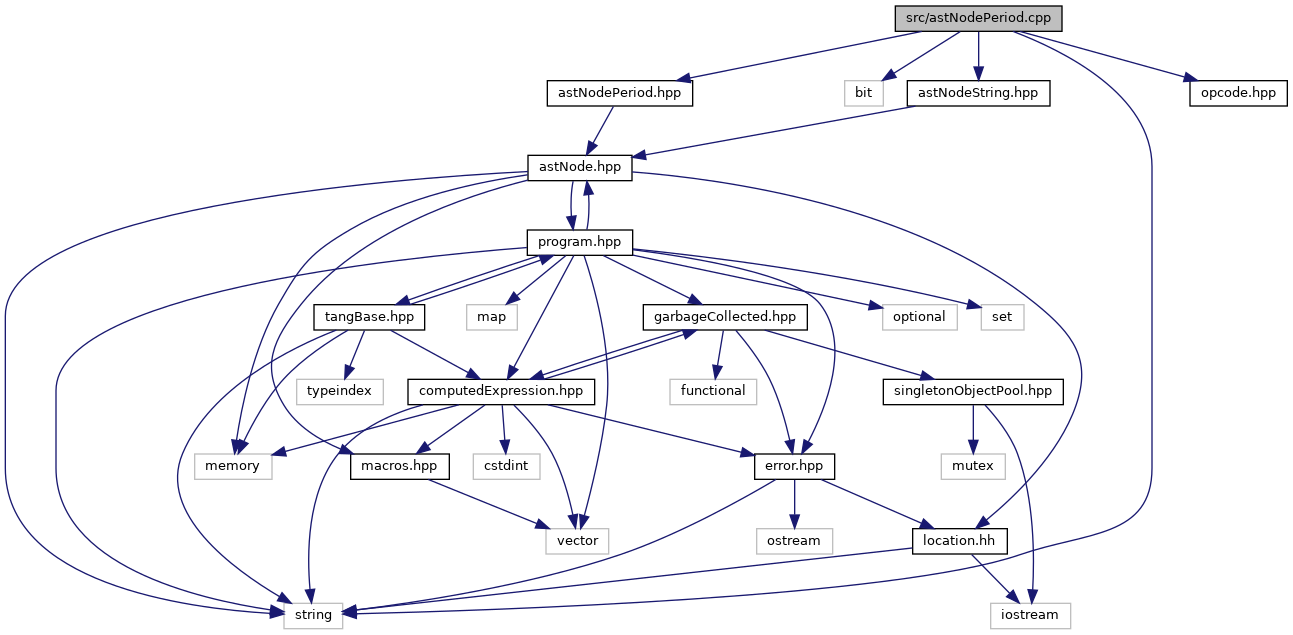 src/astNodePeriod.cpp
astNodePeriod.hpp
bit
astNodeString.hpp
opcode.hpp
astNode.hpp
program.hpp
tangBase.hpp
map
garbageCollected.hpp
optional
set
typeindex
computedExpression.hpp
functional
singletonObjectPool.hpp
memory
macros.hpp
cstdint
error.hpp
mutex
vector
ostream
location.hh
string
iostream